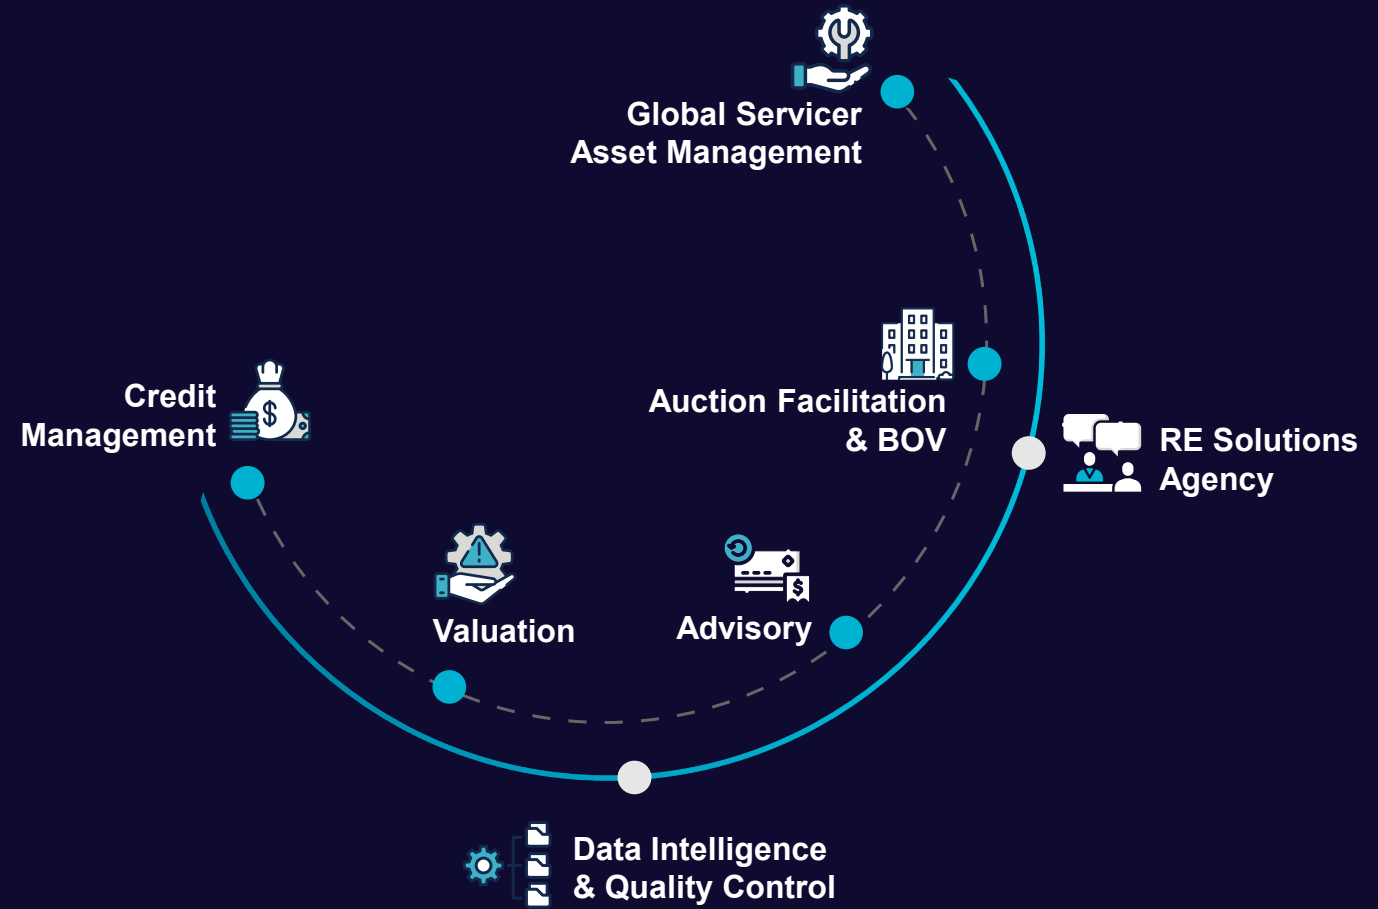 Global Servicer
Asset Management
Credit
Management
Auction Facilitation
& BOV
RE Solutions
Agency
Valuation
Advisory
Data Intelligence
& Quality Control